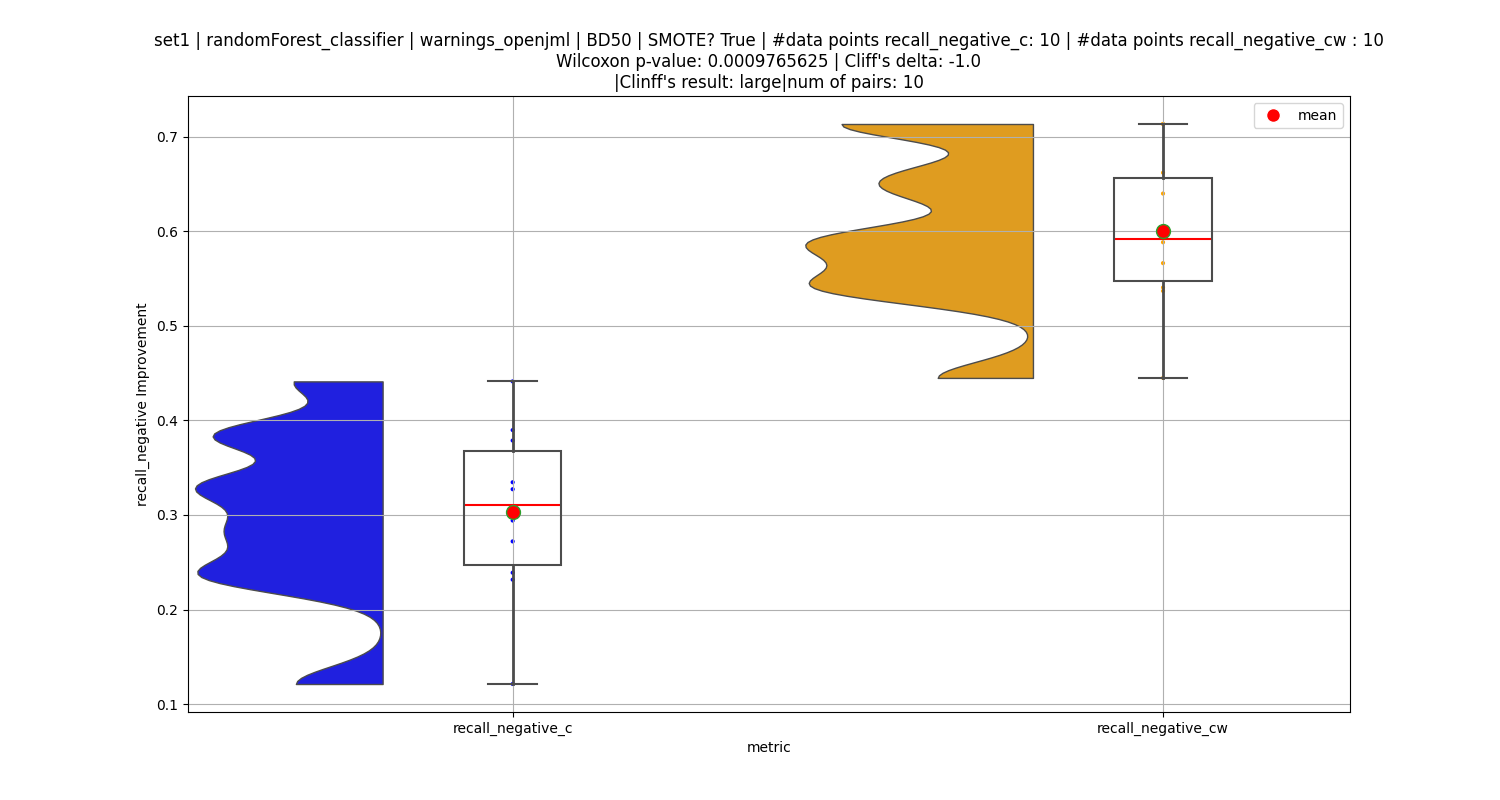 set1 | randomForest_classifier | warnings_openjml | BD50 | SMOTE? True | #data points recall_negative_c: 10 | #data points recall_negative_cw : 10
Wilcoxon p-value: 0.0009765625 | Cliff's delta: -1.0
|Clinff's result: large|num of pairs: 10
mean
0.7
0.6
0.5
0.4
0.3
0.2
0.1
recall_negative Improvement
recall_negative_c
recall_negative_cw
metric